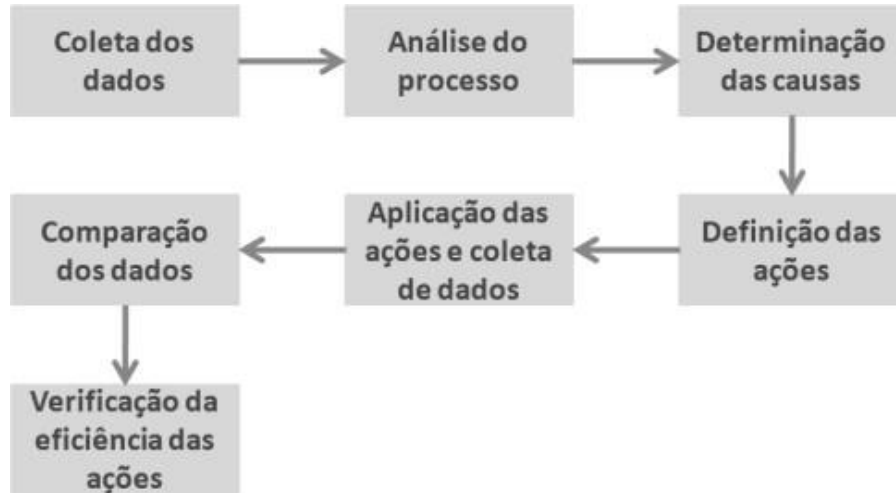 Coleta dos
dados
Análise do
processo
Determinação
das causas
Definição das
ações
Aplicação das
ações e coleta
de dados
Comparação
dos dados
Verificação da
eficiência das
ações